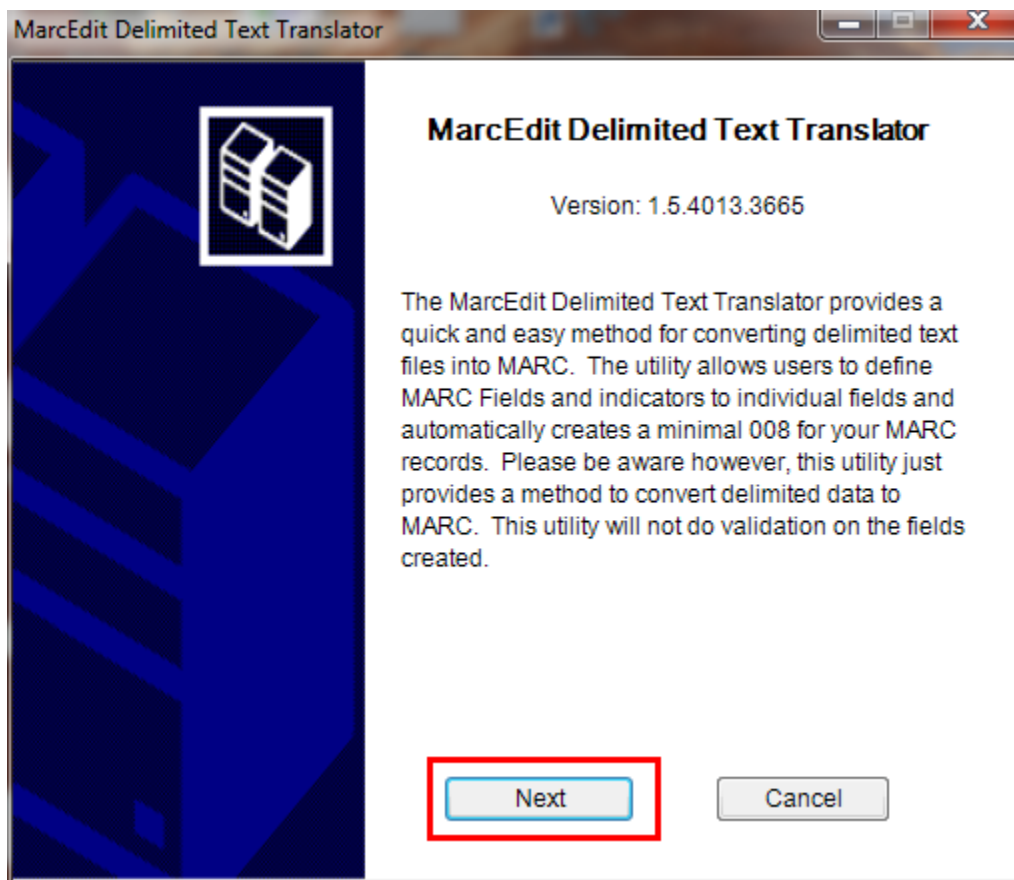 MarcEdit Delimited Text Translator
MarcEdit Delimited Text Translator
Version: 1.5.4013.3665
The MarcEdit Delimited Text Translator provides a
quick and easy method for converting delimited text
files into MARC.  The utility allows users to define
MARC Fields and indicators to individual fields and
automatically creates a minimal 008 for your MARC
records.  Please be aware however, this utility just
provides a method to convert delimited data to
MARC.  This utility will not do validation on the fields
created.
Next
Cancel